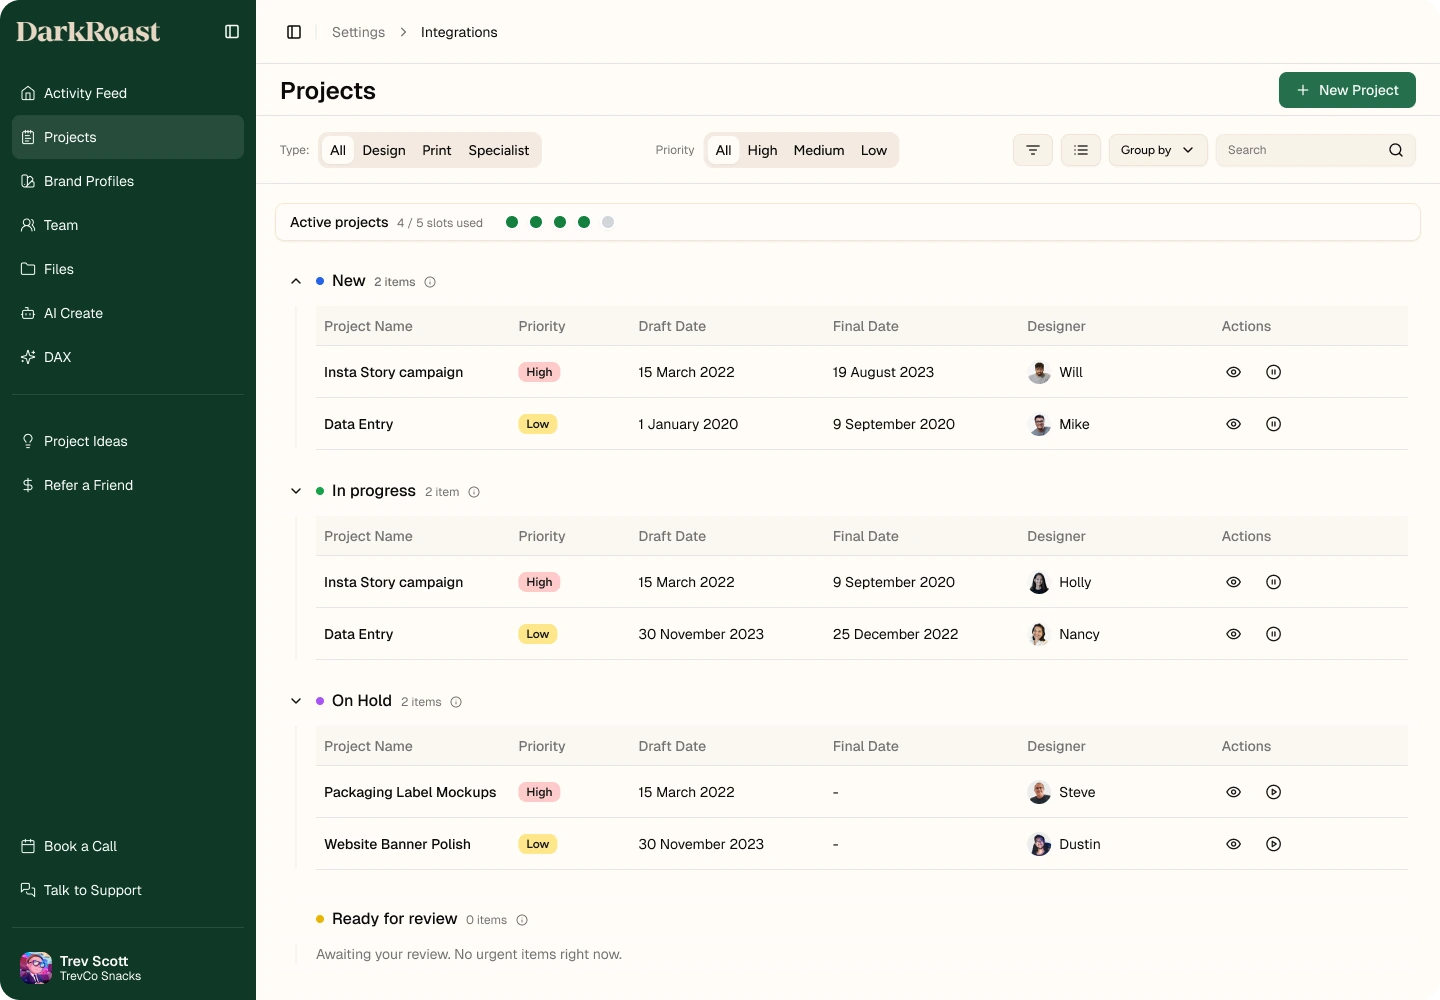 DarkRoast
Activity Feed
Projects
Brand Profiles
Team
Files
AI Create
DAX
Project Ideas
Refer a Friend
Book a Call
Talk to Support
Trev Scott
TrevCo Snacks
Settings Integrations
Projects
New Project
Type: All Design Print Specialist
Priority All High Medium Low
Group by
Search
Active projects 4 / 5 slots used
New 2 items
Project Name Priority Draft Date Final Date Designer Actions
Insta Story campaign High 15 March 2022 19 August 2023 Will
Data Entry Low 1 January 2020 9 September 2020 Mike
In progress 2 item
Project Name Priority Draft Date Final Date Designer Actions
Insta Story campaign High 15 March 2022 9 September 2020 Holly
Data Entry Low 30 November 2023 25 December 2022 Nancy
On Hold 2 items
Project Name Priority Draft Date Final Date Designer Actions
Packaging Label Mockups High 15 March 2022 - Steve
Website Banner Polish Low 30 November 2023 - Dustin
Ready for review 0 items
Awaiting your review. No urgent items right now.